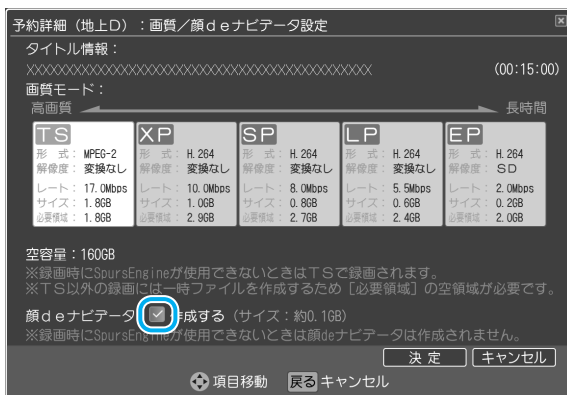 予約詳細（地上D）：画質／顔ｄｅナビデータ設定
タイトル情報：
(00:15:00)
画質モード：
高画質 長時間
TS XP SP LP EP
形 式： MPEG-2 形 式： H.264 形 式： H.264 形 式： H.264 形 式： H.264
解像度： 変換なし 解像度： 変換なし 解像度： 変換なし 解像度： 変換なし 解像度： SD
レート： 17.0Mbps レート： 10.0Mbps レート： 8.0Mbps レート： 5.5Mbps レート： 2.0Mbps
サイズ： 1.8GB サイズ： 1.0GB サイズ： 0.8GB サイズ： 0.6GB サイズ： 0.2GB
必要領域： 1.8GB 必要領域： 2.9GB 必要領域： 2.7GB 必要領域： 2.4GB 必要領域： 2.0GB
空容量：160GB
※録画時にSpursEngineが使用できないときはＴＳで録画されます。
※ＴＳ以外の録画には一時ファイルを作成するため［必要領域］の空領域が必要です。
顔ｄｅナビデータ 作成する（サイズ：約0.1GB）
※録画時にSpursEngineが使用できないときは顔deナビデータは作成されません。
決 定 キャンセル
項目移動 戻る キャンセル